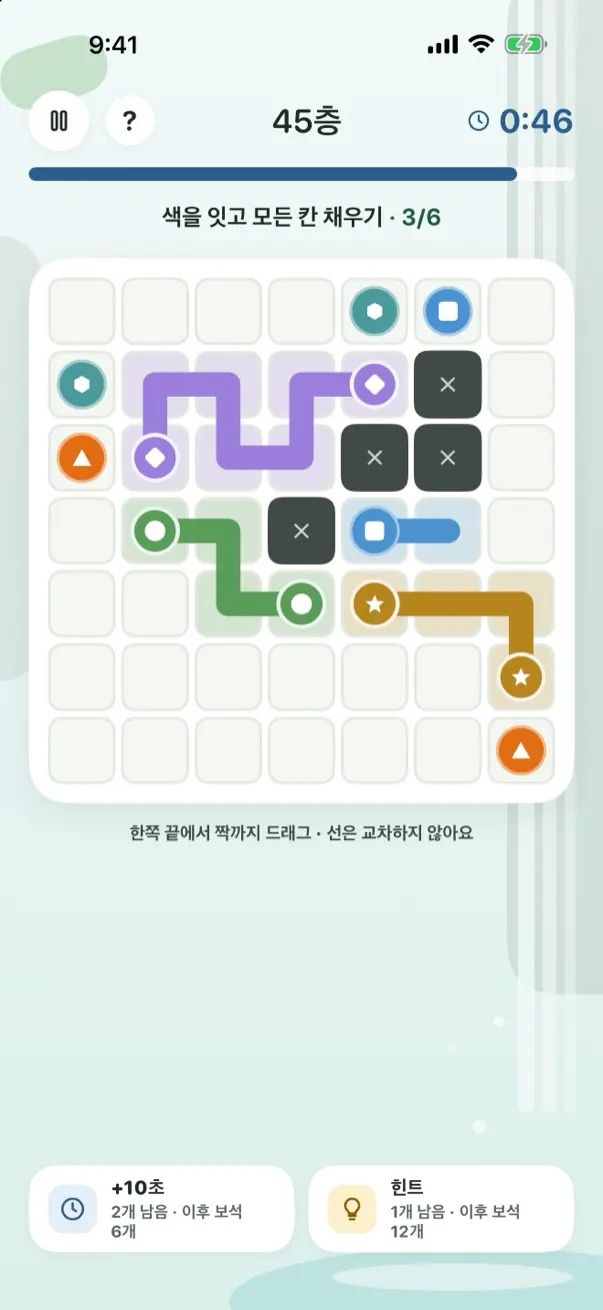 9:41
?
45층
0:46
색을 잇고 모든 칸 채우기 · 3/6
한쪽 끝에서 짝까지 드래그 · 선은 교차하지 않아요
+10초
2개 남음 · 이후 보석
6개
힌트
1개 남음 · 이후 보석
12개